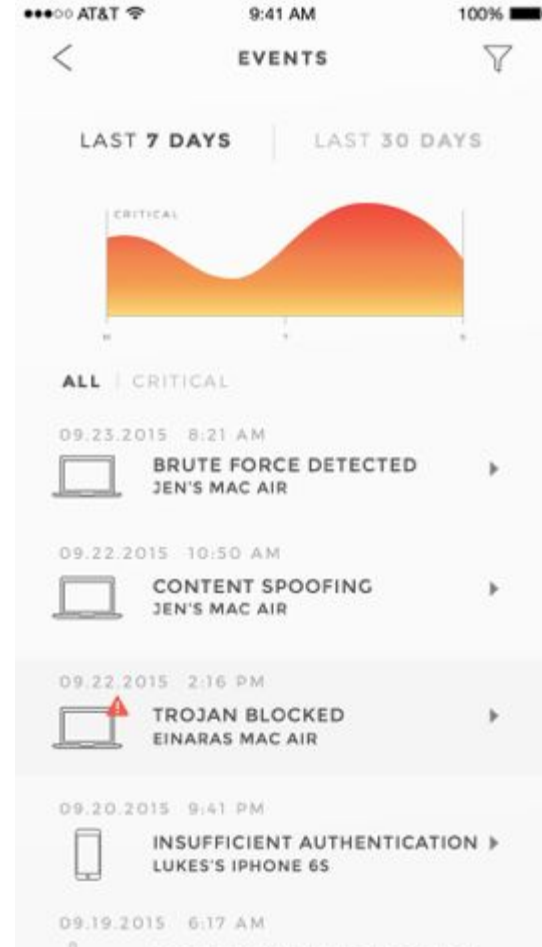 AT&T 9:41 AM 100%
EVENTS
LAST 7 DAYS LAST 30 DAYS
CRITICAL
ALL CRITICAL
09.23.2015 8:21 AM
BRUTE FORCE DETECTED
JEN'S MAC AIR
09.22.2015 10:50 AM
CONTENT SPOOFING
JEN'S MAC AIR
09.22.2015 2:16 PM
TROJAN BLOCKED
EINARAS MAC AIR
09.20.2015 9:41 PM
INSUFFICIENT AUTHENTICATION
LUKES'S IPHONE 6S
09.19.2015 6:17 AM